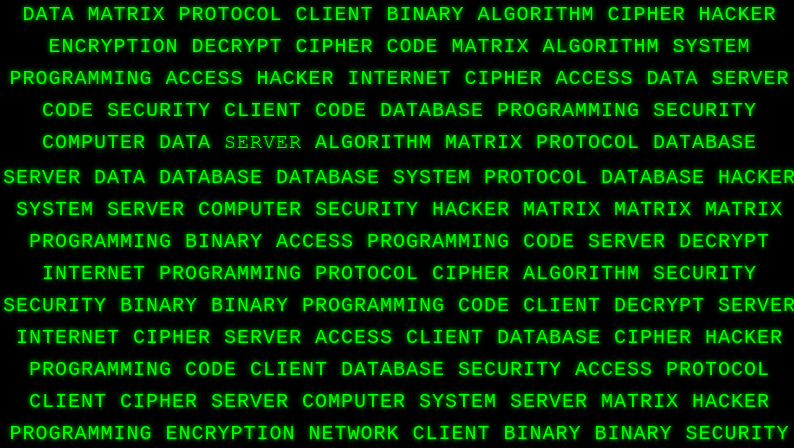 DATA MATRIX PROTOCOL CLIENT BINARY ALGORITHM CIPHER HACKER
ENCRYPTION DECRYPT CIPHER CODE MATRIX ALGORITHM SYSTEM
PROGRAMMING ACCESS HACKER INTERNET CIPHER ACCESS DATA SERVER
CODE SECURITY CLIENT CODE DATABASE PROGRAMMING SECURITY
COMPUTER DATA SERVER ALGORITHM MATRIX PROTOCOL DATABASE
SERVER DATA DATABASE DATABASE SYSTEM PROTOCOL DATABASE HACKER
SYSTEM SERVER COMPUTER SECURITY HACKER MATRIX MATRIX MATRIX
PROGRAMMING BINARY ACCESS PROGRAMMING CODE SERVER DECRYPT
INTERNET PROGRAMMING PROTOCOL CIPHER ALGORITHM SECURITY
SECURITY BINARY BINARY PROGRAMMING CODE CLIENT DECRYPT SERVER
INTERNET CIPHER SERVER ACCESS CLIENT DATABASE CIPHER HACKER
PROGRAMMING CODE CLIENT DATABASE SECURITY ACCESS PROTOCOL
CLIENT CIPHER SERVER COMPUTER SYSTEM SERVER MATRIX HACKER
PROGRAMMING ENCRYPTION NETWORK CLIENT BINARY BINARY SECURITY